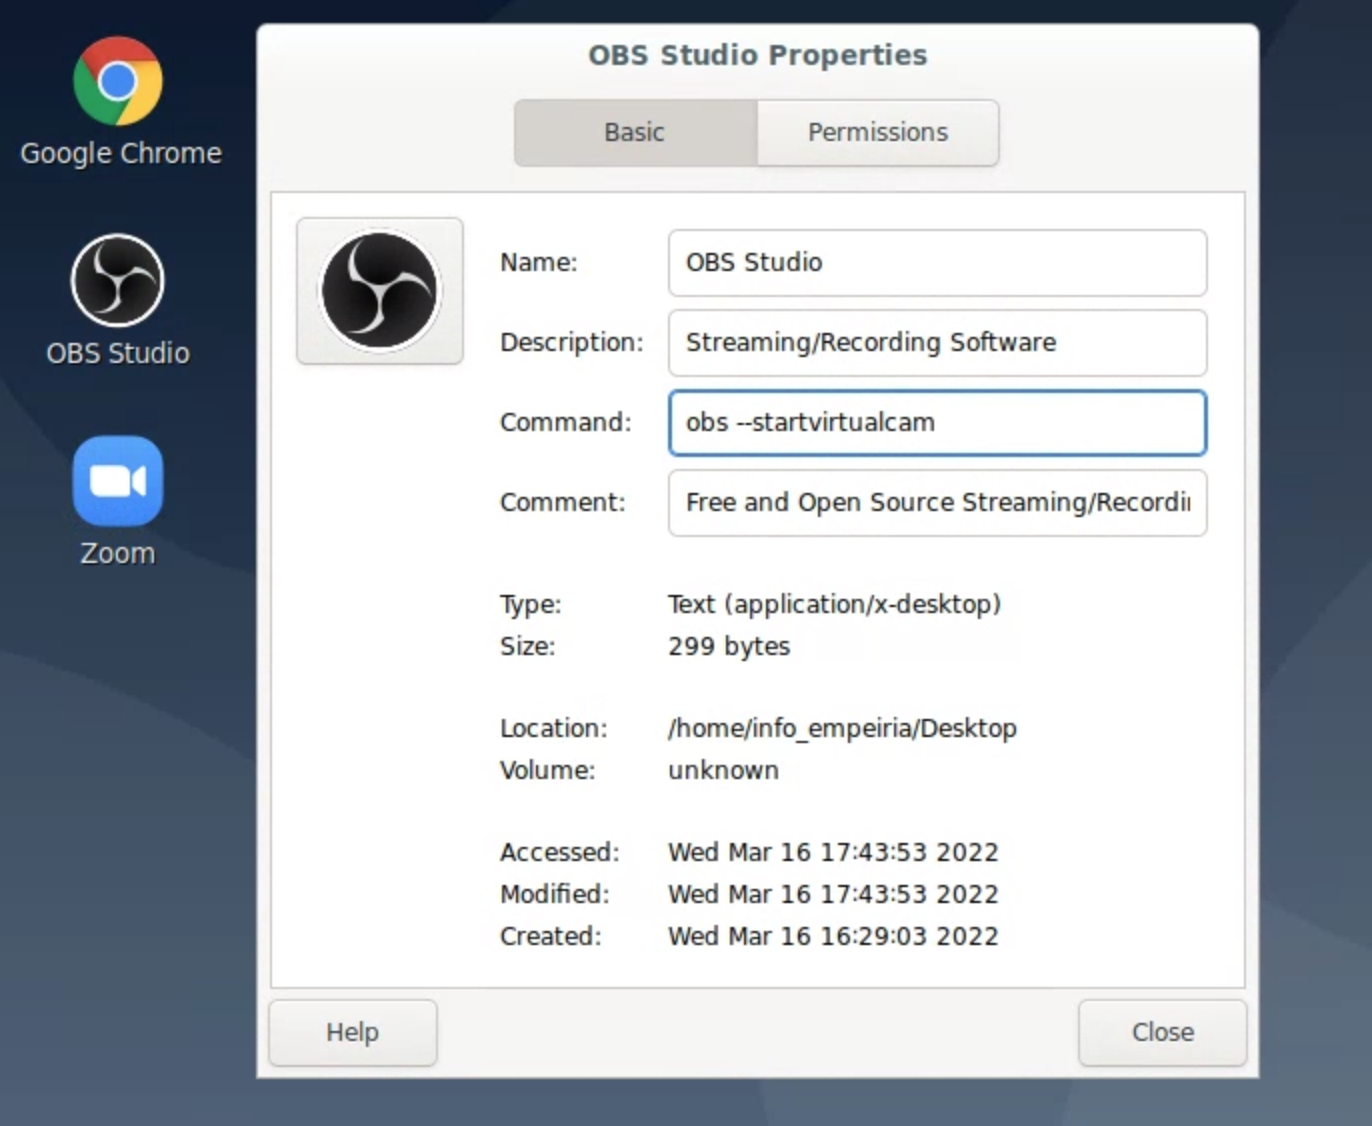 Google Chrome
OBS Studio
Zoom
OBS Studio Properties
Basic Permissions
Name: OBS Studio
Description: Streaming/Recording Software
Command: obs --startvirtualcam
Comment: Free and Open Source Streaming/Recordin
Type: Text (application/x-desktop)
Size: 299 bytes
Location: /home/info_empeiria/Desktop
Volume: unknown
Accessed: Wed Mar 16 17:43:53 2022
Modified: Wed Mar 16 17:43:53 2022
Created: Wed Mar 16 16:29:03 2022
Help Close